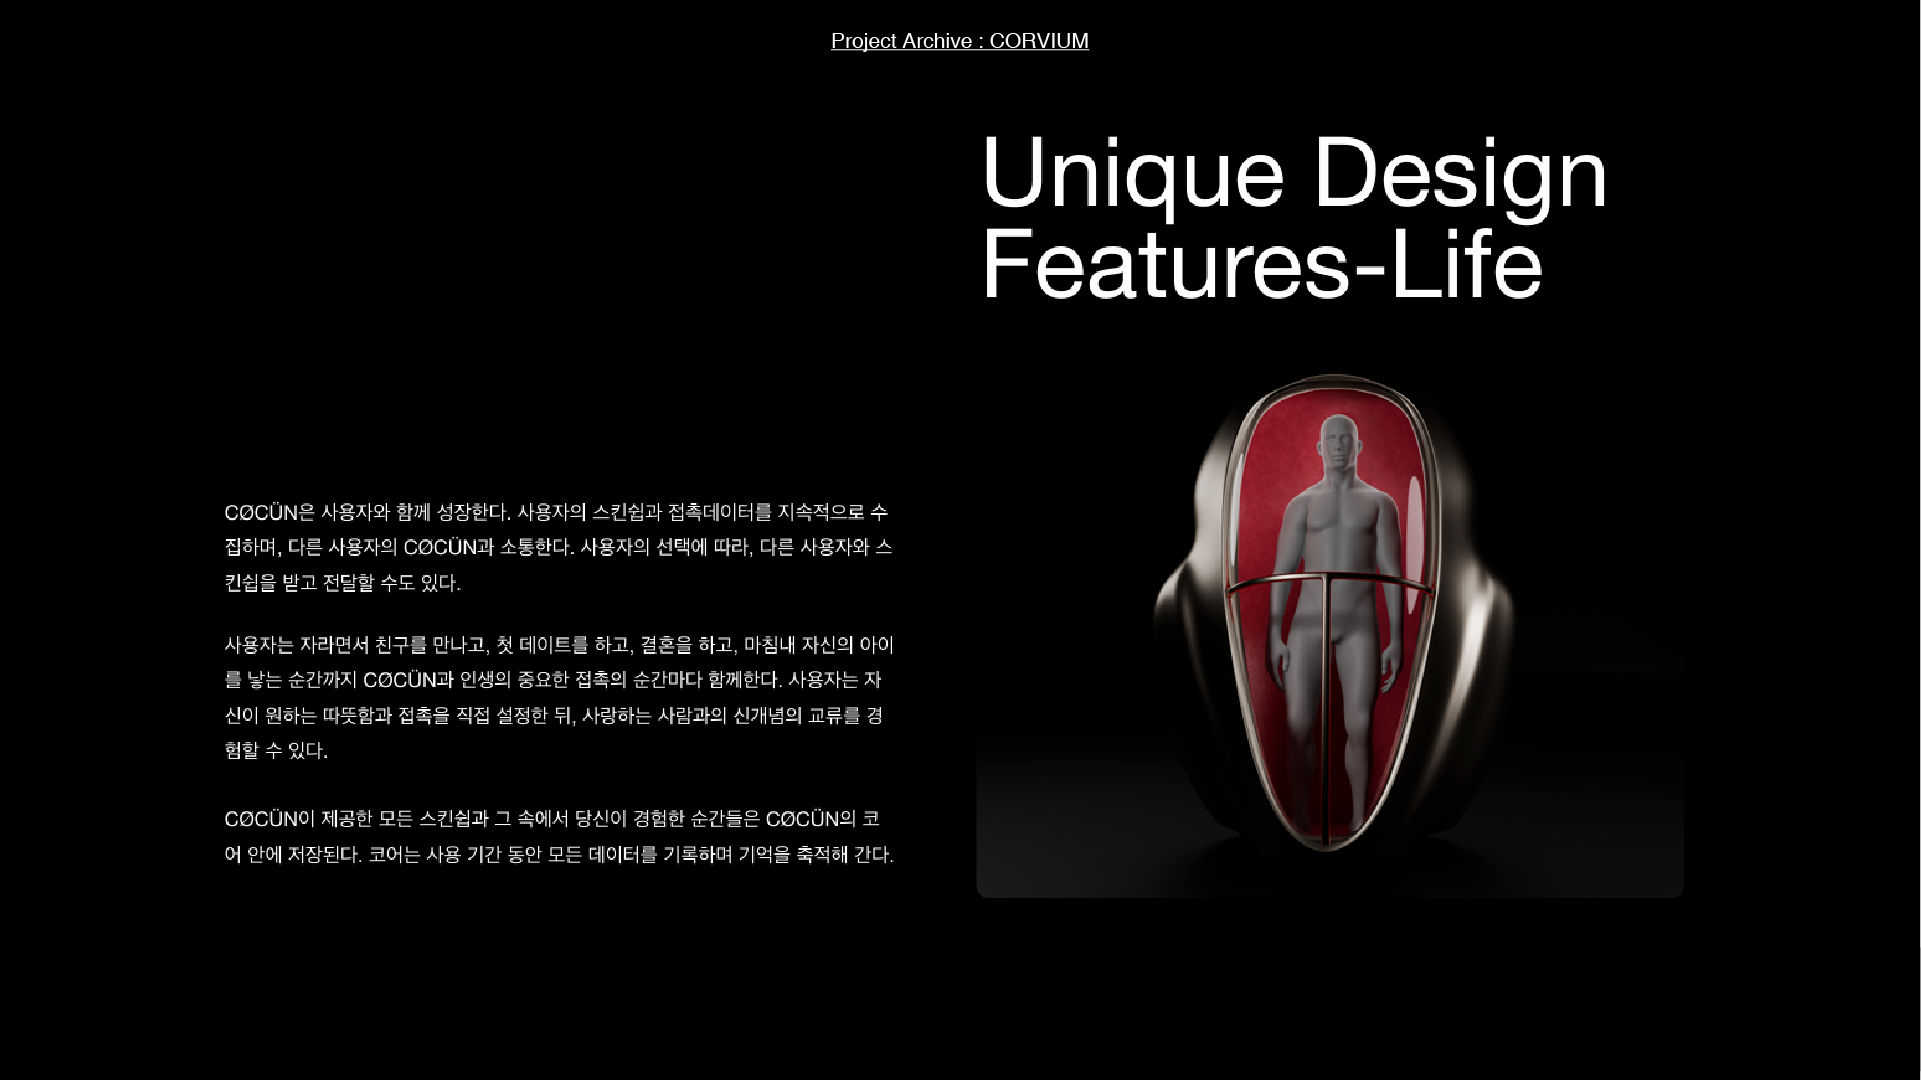 Project Archive : CORVIUM
Unique Design
Features-Life
CØCÜN은 사용자와 함께 성장한다. 사용자의 스킨쉽과 접촉데이터를 지속적으로 수
집하며, 다른 사용자의 CØCÜN과 소통한다. 사용자의 선택에 따라, 다른 사용자와 스
킨쉽을 받고 전달할 수도 있다.
사용자는 자라면서 친구를 만나고, 첫 데이트를 하고, 결혼을 하고, 마침내 자신의 아이
를 낳는 순간까지 CØCÜN과 인생의 중요한 접촉의 순간마다 함께한다. 사용자는 자
신이 원하는 따뜻함과 접촉을 직접 설정한 뒤, 사랑하는 사람과의 신개념의 교류를 경
험할 수 있다.
CØCÜN이 제공한 모든 스킨쉽과 그 속에서 당신이 경험한 순간들은 CØCÜN의 코
어 안에 저장된다. 코어는 사용 기간 동안 모든 데이터를 기록하며 기억을 축적해 간다.